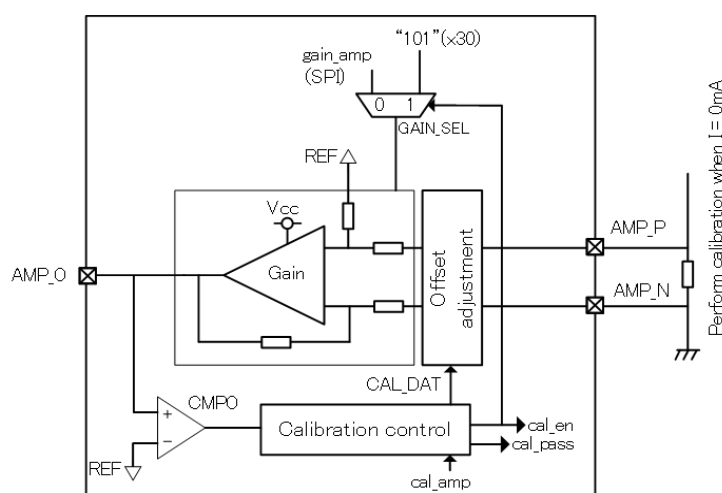 "101"(x30)
gain_amp
(SPI)
0 1
GAIN_SEL
REF
Vcc
Gain
Offset
adjustment
AMP_P
AMP_N
AMP_O
Perform calibration when I = 0mA
CAL_DAT
CMPO
+
−
REF
Calibration control
cal_en
cal_pass
cal_amp